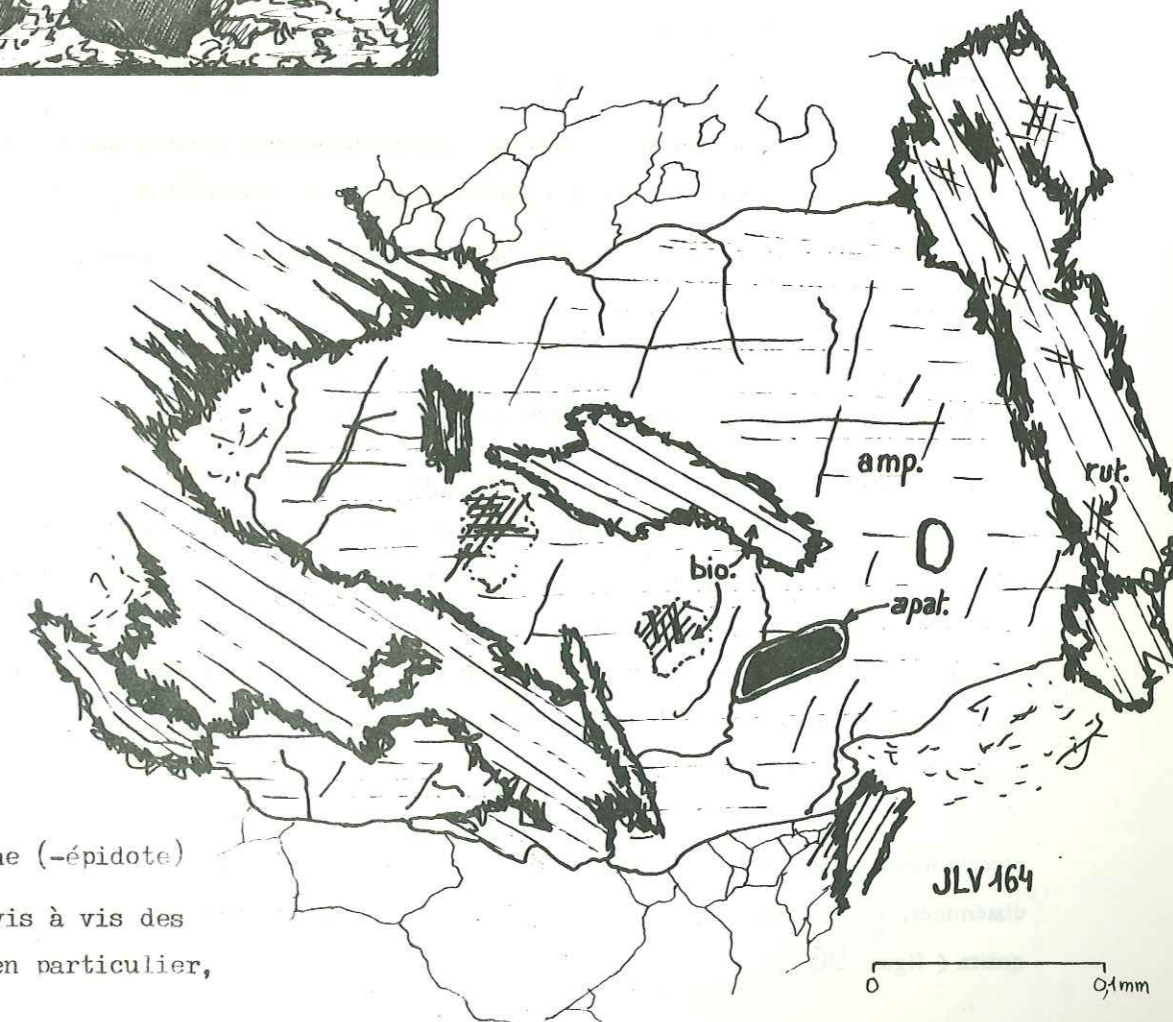 amp.
rut.
bio.
apat.
ne (-épidote)
vis à vis des
en particulier,
JLV 164
0 0,1mm